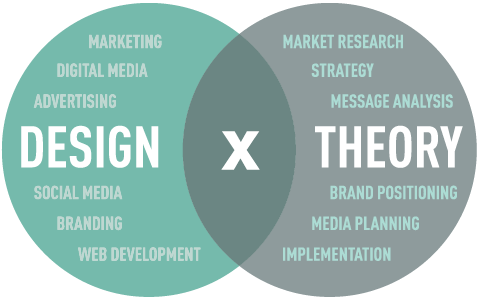 MARKETING
DIGITAL MEDIA
ADVERTISING
DESIGN
SOCIAL MEDIA
BRANDING
WEB DEVELOPMENT
x
MARKET RESEARCH
STRATEGY
MESSAGE ANALYSIS
THEORY
BRAND POSITIONING
MEDIA PLANNING
IMPLEMENTATION